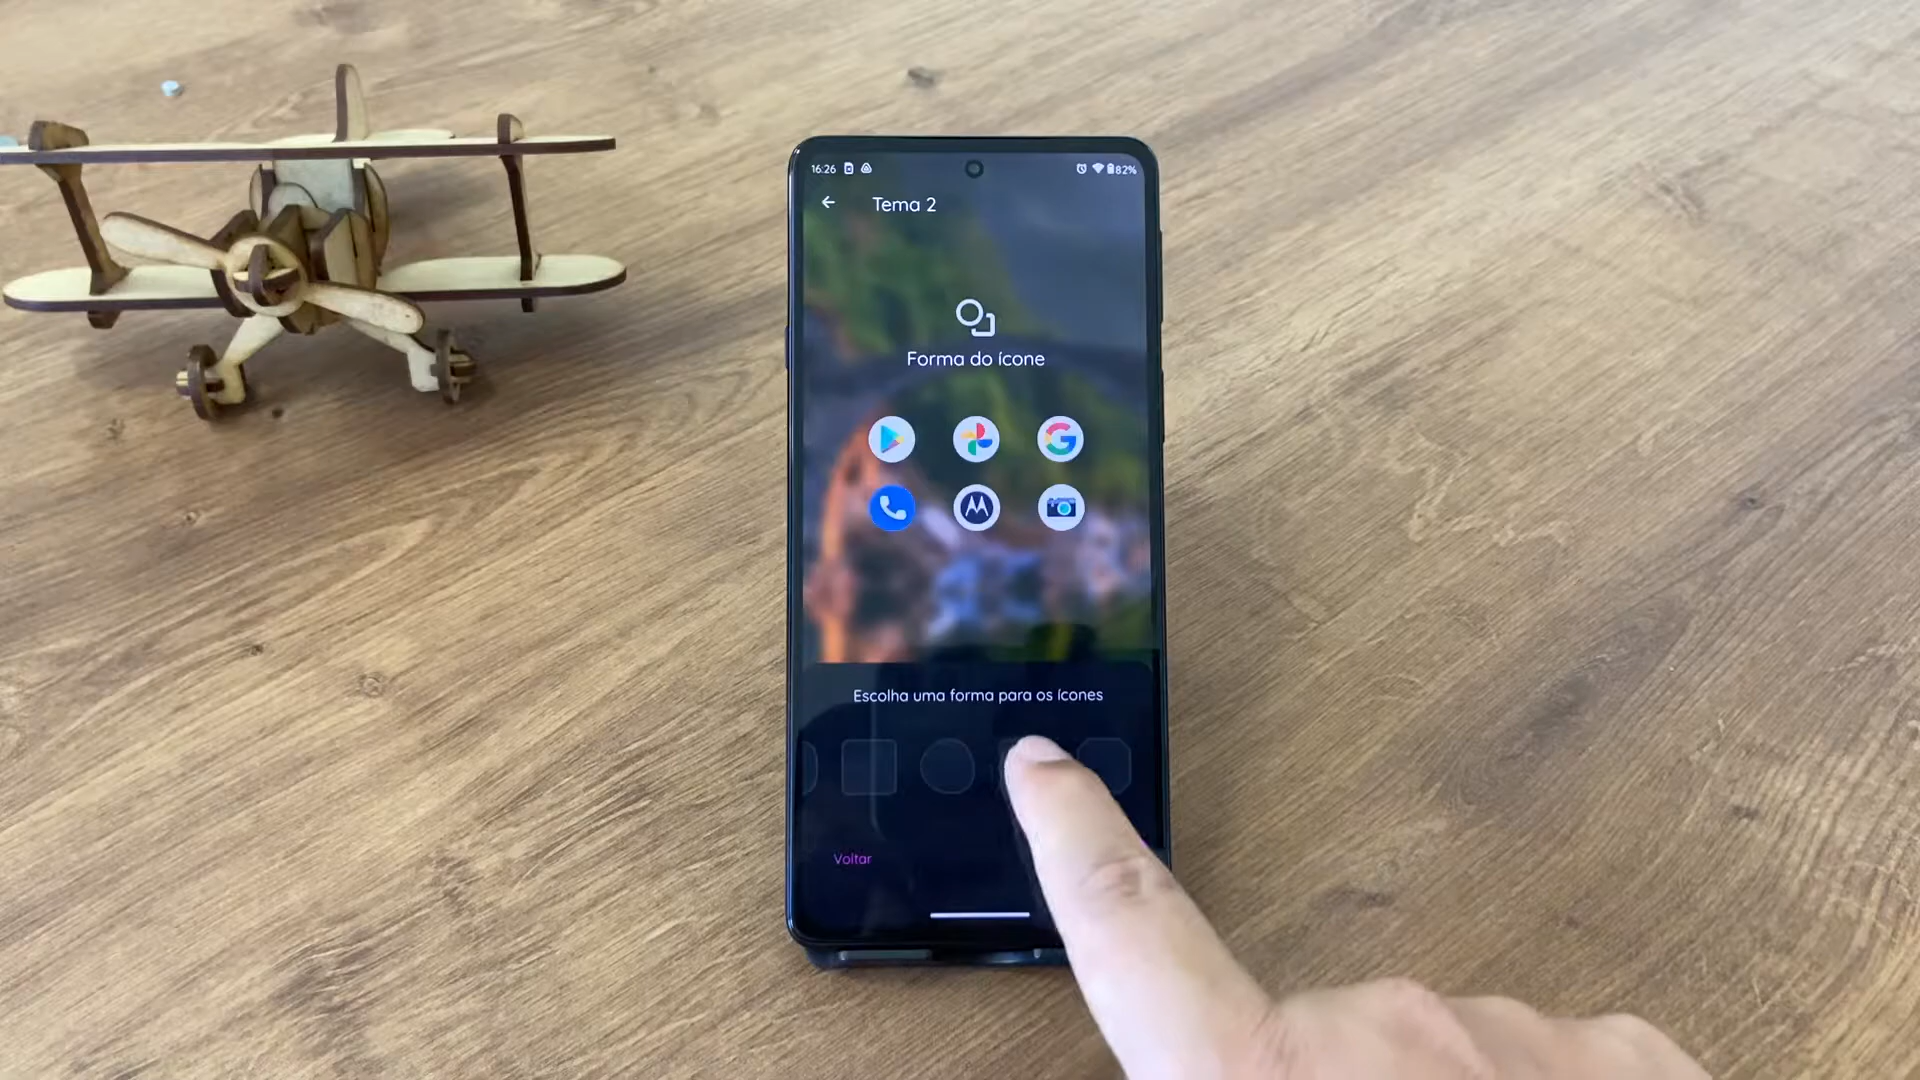 16:26
82%
Tema 2
Forma do ícone
Escolha uma forma para os ícones
Voltar